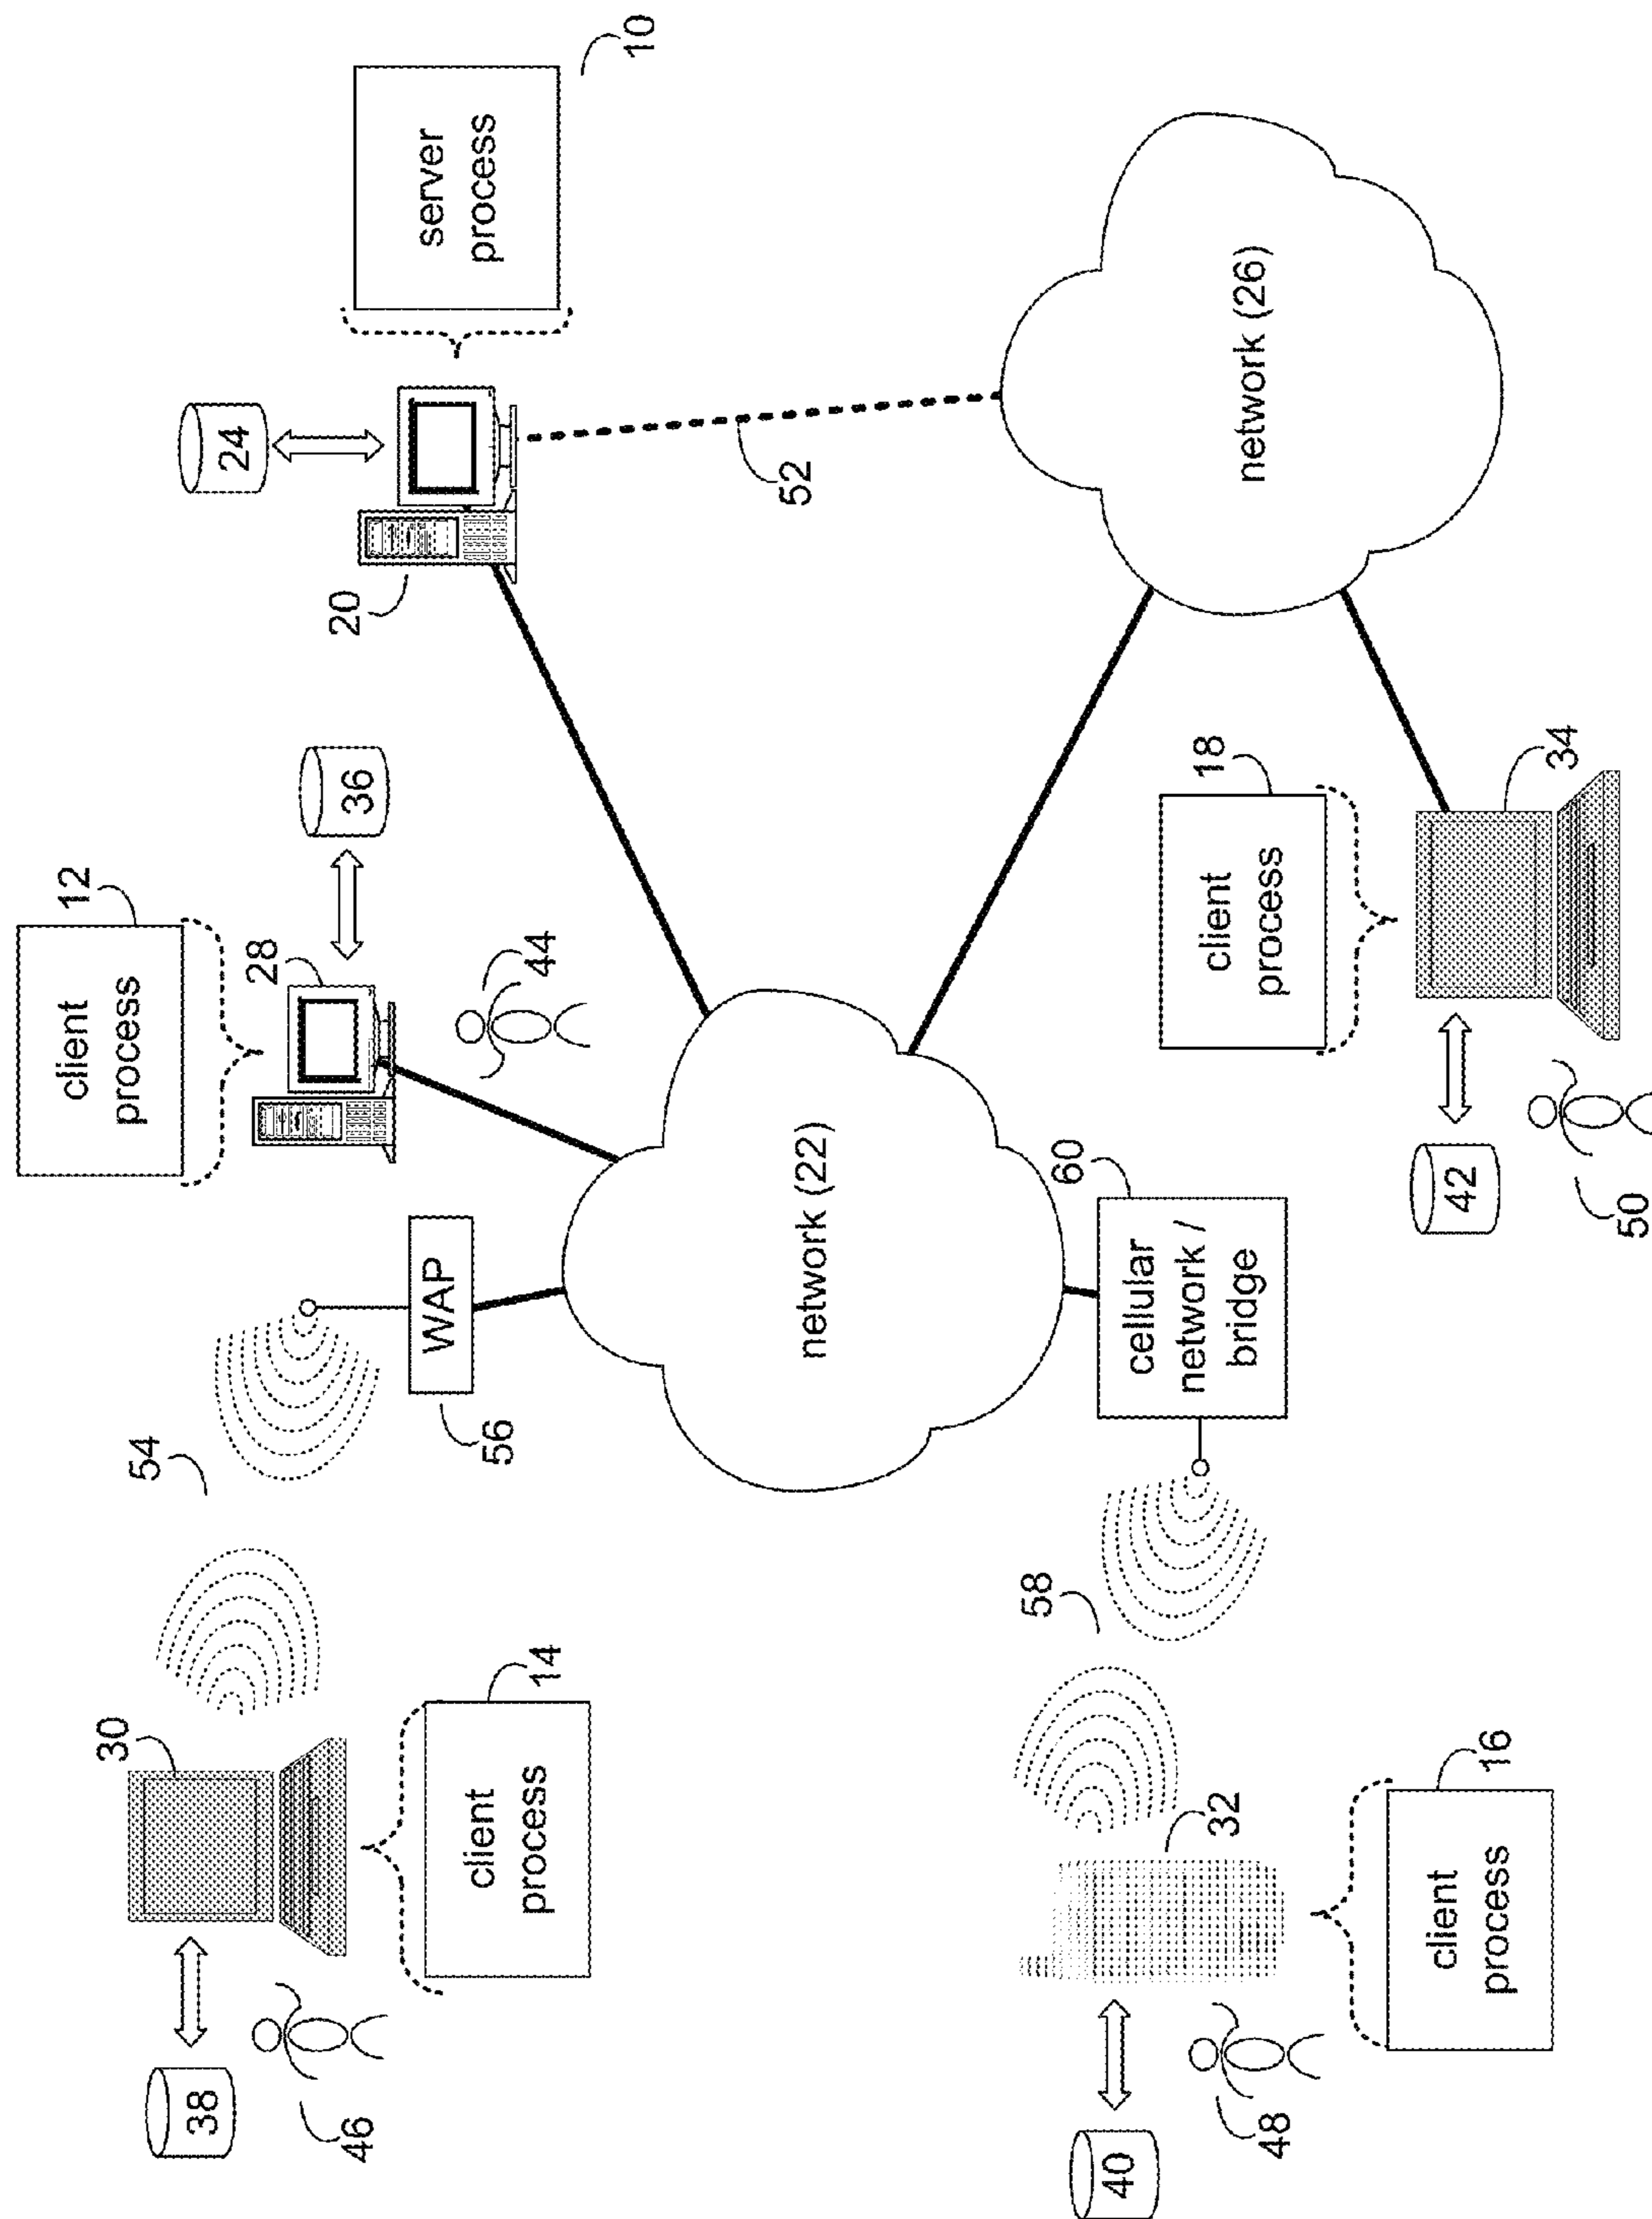 12
client
process
30
54
38
24
28
20
46
36
WAP
server
process
client
process
14
56
44
10
52
network (22)
58
60
40
cellular
network /
bridge
18
client
process
32
network (26)
48
client
process
16
42
34
50